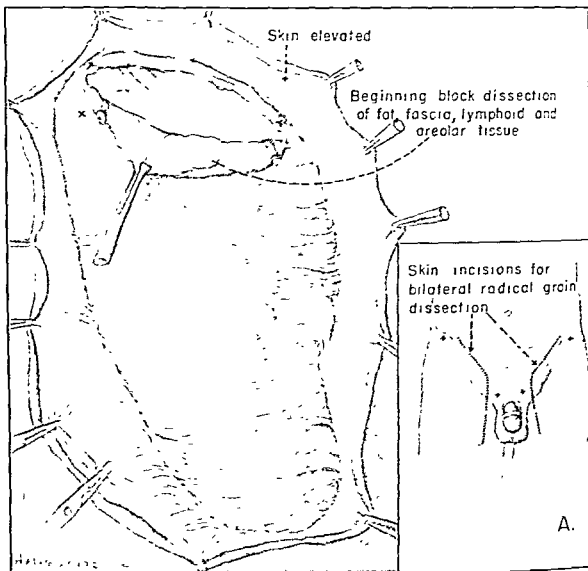 Skin elevated
Beginning block dissection
of fat, fascia, lymphoid and
areolar tissue
Skin incisions for
bilateral radical groin
dissection
A.